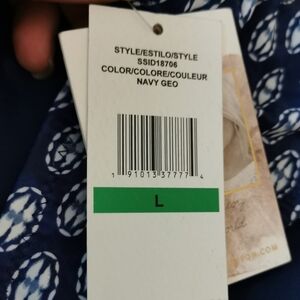 STYLE/ESTILO/STYLE
SSID18706
COLOR/COLORE/COULEUR
NAVY GEO
1 91013 37777 4
L